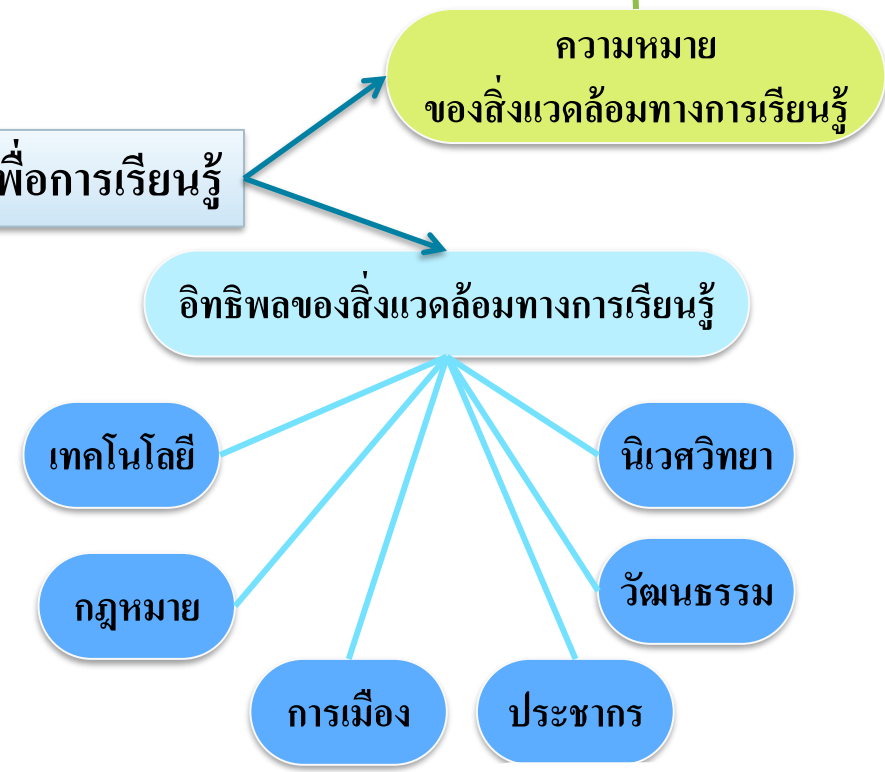 ความหมาย
ของสิ่งแวดล้อมทางการเรียนรู้
พื่อการเรียนรู้
อิทธิพลของสิ่งแวดล้อมทางการเรียนรู้
เทคโนโลยี
นิเวศวิทยา
กฎหมาย
วัฒนธรรม
การเมือง
ประชากร